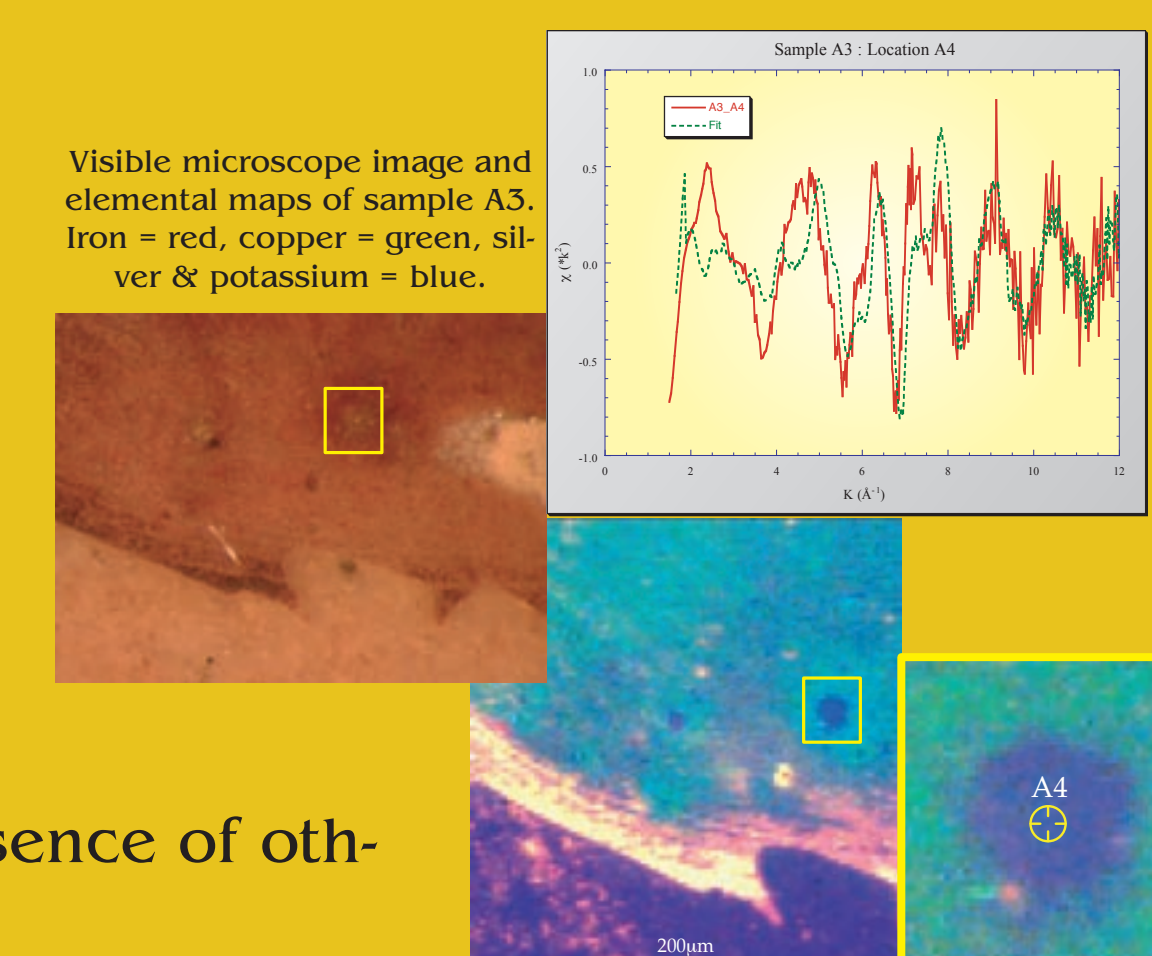 Visible microscope image and
elemental maps of sample A3.
Iron = red, copper = green, sil-
ver & potassium = blue.
Sample A3 : Location A4
1.0
0.5
0.0
-0.5
-1.0
χ (*k²)
A3_A4
Fit
0 2 4 6 8 10 12
K (Å⁻¹)
A4
sence of oth-
200μm